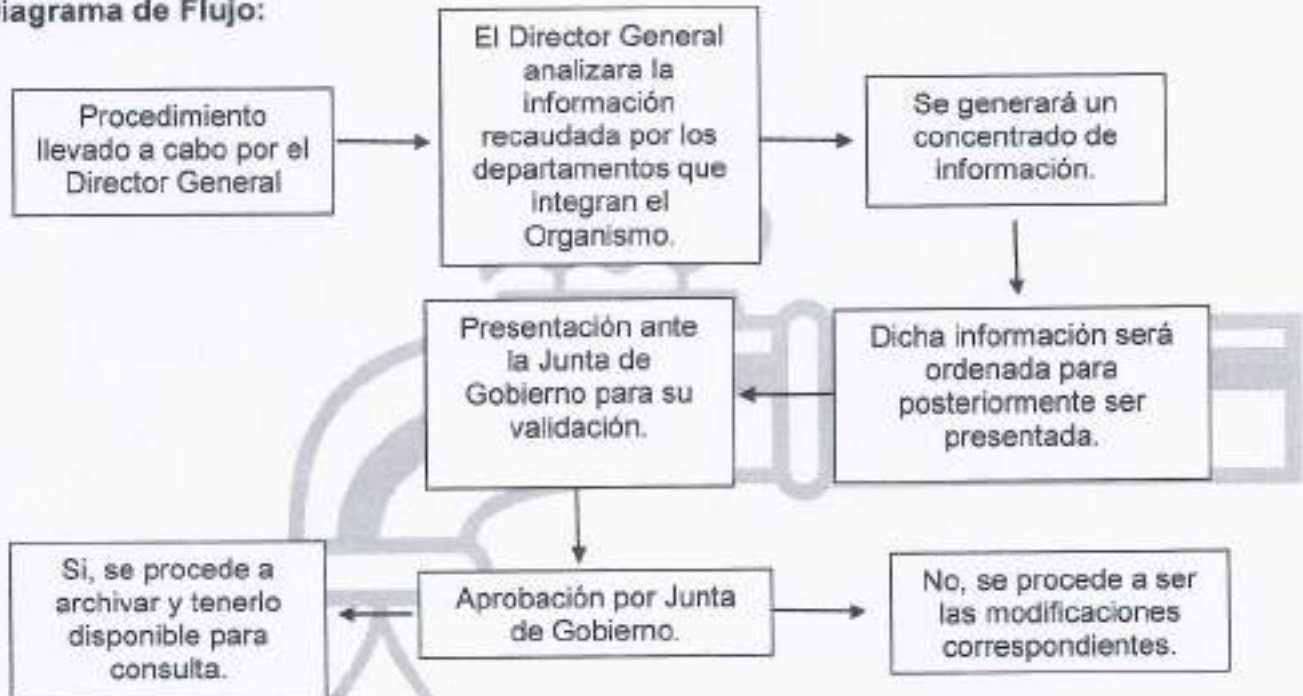 iagrama de Flujo:
Procedimiento
llevado a cabo por el
Director General
El Director General
analizara la
información
recaudada por los
departamentos que
integran el
Organismo.
Se generará un
concentrado de
información.
Dicha información será
ordenada para
posteriormente ser
presentada.
Presentación ante
la Junta de
Gobierno para su
validación.
Aprobación por Junta
de Gobierno.
Si, se procede a
archivar y tenerlo
disponible para
consulta.
No, se procede a ser
las modificaciones
correspondientes.